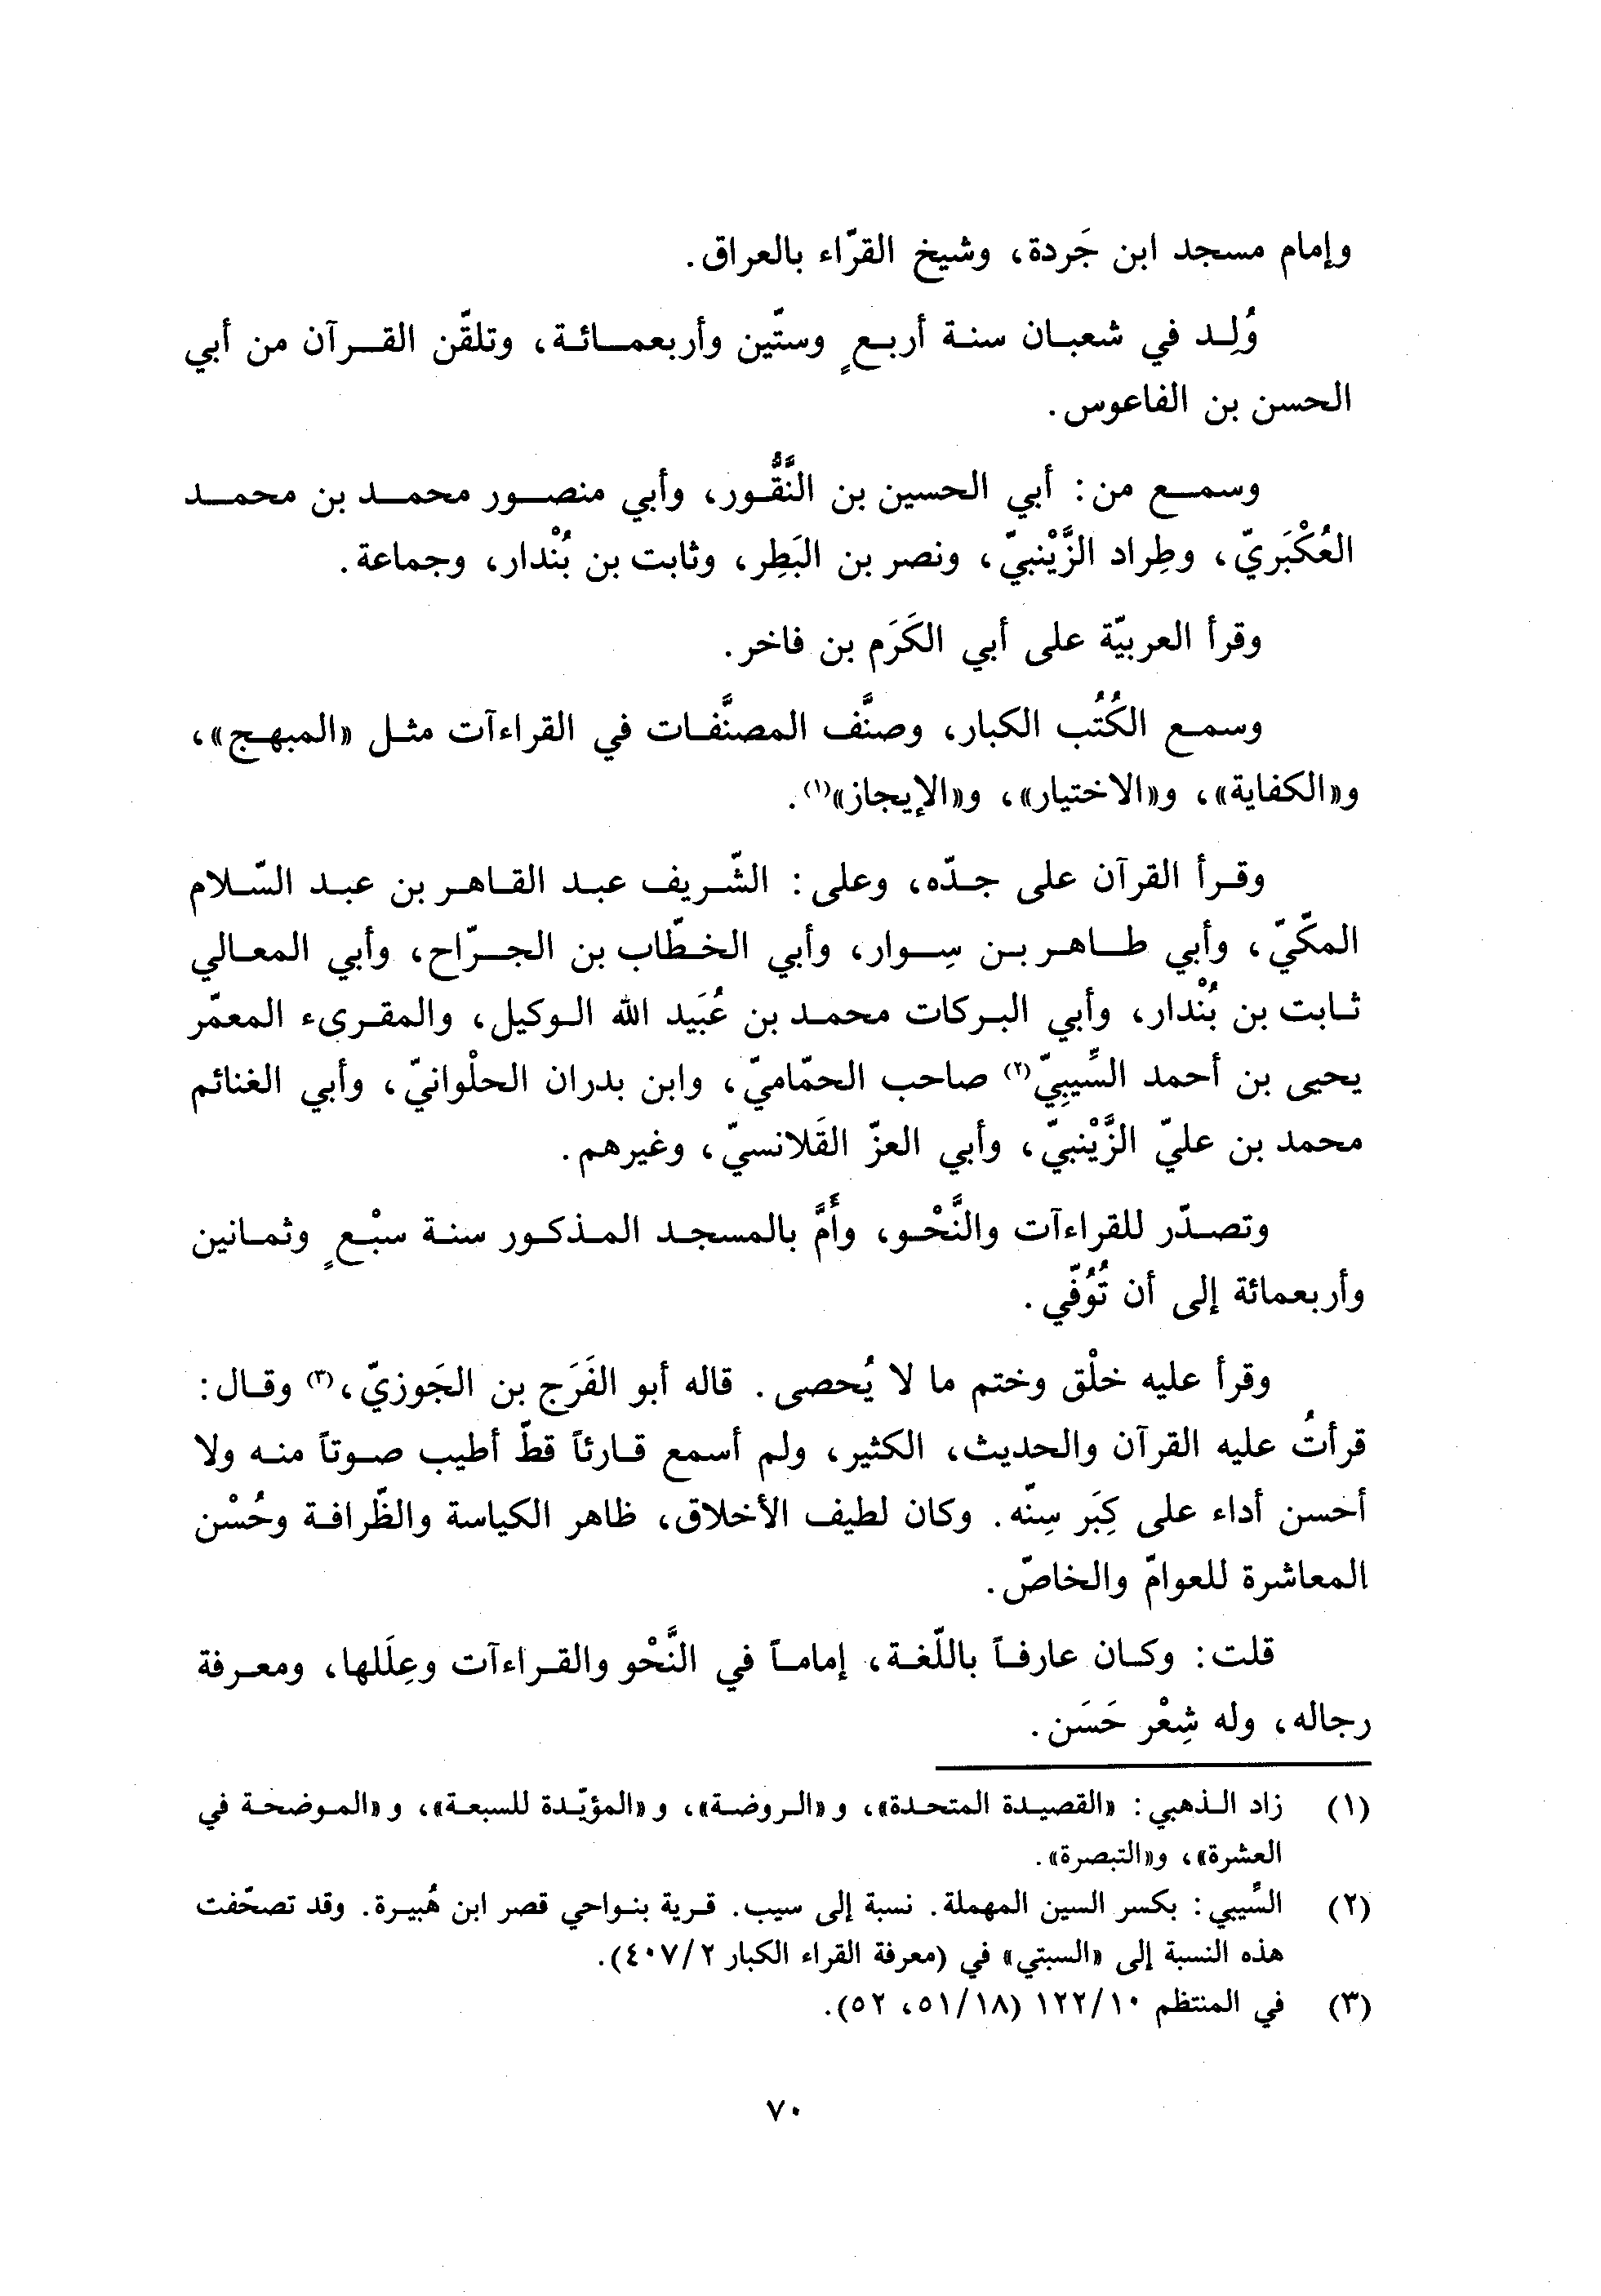 وإمام مسجد ابن جَردة، وشيخ القرّاء بالعراق.
وُلِد في شعبان سنة أربعٍ وستّين وأربعمائة، وتلقّن القرآن من أبي
الحسن بن الفاعوس.
وسمع من: أبي الحسين بن النَّقُّور، وأبي منصور محمد بن محمد
العُكْبَريّ، وطِراد الزَّيْنبيّ، ونصر بن البَطِر، وثابت بن بُنْدار، وجماعة.
وقرأ العربيّة على أبي الكَرَم بن فاخر.
وسمع الكُتُب الكبار، وصنَّف المصنَّفات في القراءآت مثل «المبهج»،
و«الكفاية»، و«الاختيار»، و«الإيجاز»(١).
وقرأ القرآن على جدّه، وعلى: الشّريف عبد القاهر بن عبد السّلام
المكّيّ، وأبي طاهر بن سِوار، وأبي الخطّاب بن الجرّاح، وأبي المعالي
ثابت بن بُنْدار، وأبي البركات محمد بن عُبَيد الله الوكيل، والمقرىء المعمّر
يحيى بن أحمد السِّيبِيّ(٢) صاحب الحمّاميّ، وابن بدران الحلْوانيّ، وأبي الغنائم
محمد بن عليّ الزَّيْنبيّ، وأبي العزّ القَلانسيّ، وغيرهم.
وتصدّر للقراءآت والنَّحْو، وأَمَّ بالمسجد المذكور سنة سبْعٍ وثمانين
وأربعمائة إلى أن تُوُفّي.
وقرأ عليه خلْق وختم ما لا يُحصى. قاله أبو الفَرَج بن الجَوزيّ،(٣) وقال:
قرأتُ عليه القرآن والحديث، الكثير، ولم أسمع قارئاً قطّ أطيب صوتاً منه ولا
أحسن أداء على كِبَر سِنّه. وكان لطيف الأخلاق، ظاهر الكياسة والظّرافة وحُسْن
المعاشرة للعوامّ والخاصّ.
قلت: وكان عارفاً باللّغة، إماماً في النَّحْو والقراءآت وعِلَلها، ومعرفة
رجاله، وله شِعْر حَسَن.
(١) زاد الذهبي: «القصيدة المتحدة»، و«الروضة»، و«المؤيّدة للسبعة»، و«الموضحة في
العشرة»، و«التبصرة».
(٢) السِّيبي: بكسر السين المهملة. نسبة إلى سيب. قرية بنواحي قصر ابن هُبيرة. وقد تصحّفت
هذه النسبة إلى «السبتي» في (معرفة القراء الكبار ٤٠٧/٢).
(٣) في المنتظم ١٢٢/١٠ (٥١/١٨، ٥٢).
٧٠